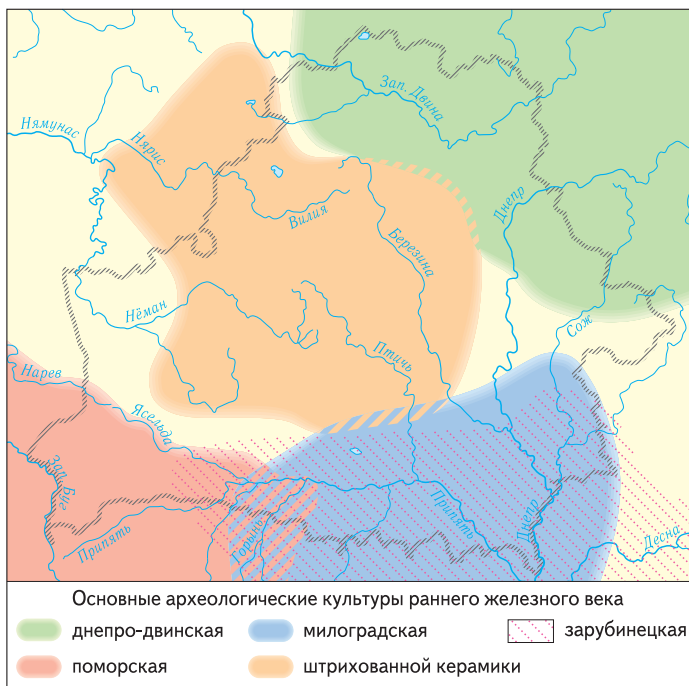 Зап. Двина
Нямунас
Нярис
Днепр
Вилия
Березина
Нёман
Сож
Птичь
Нарев
Ясельда
Зап. Буг
Припять
Горынь
Припять
Днепр
Десна
Основные археологические культуры раннего железного века
днепро-двинская
милоградская
зарубинецкая
поморская
штрихованной керамики